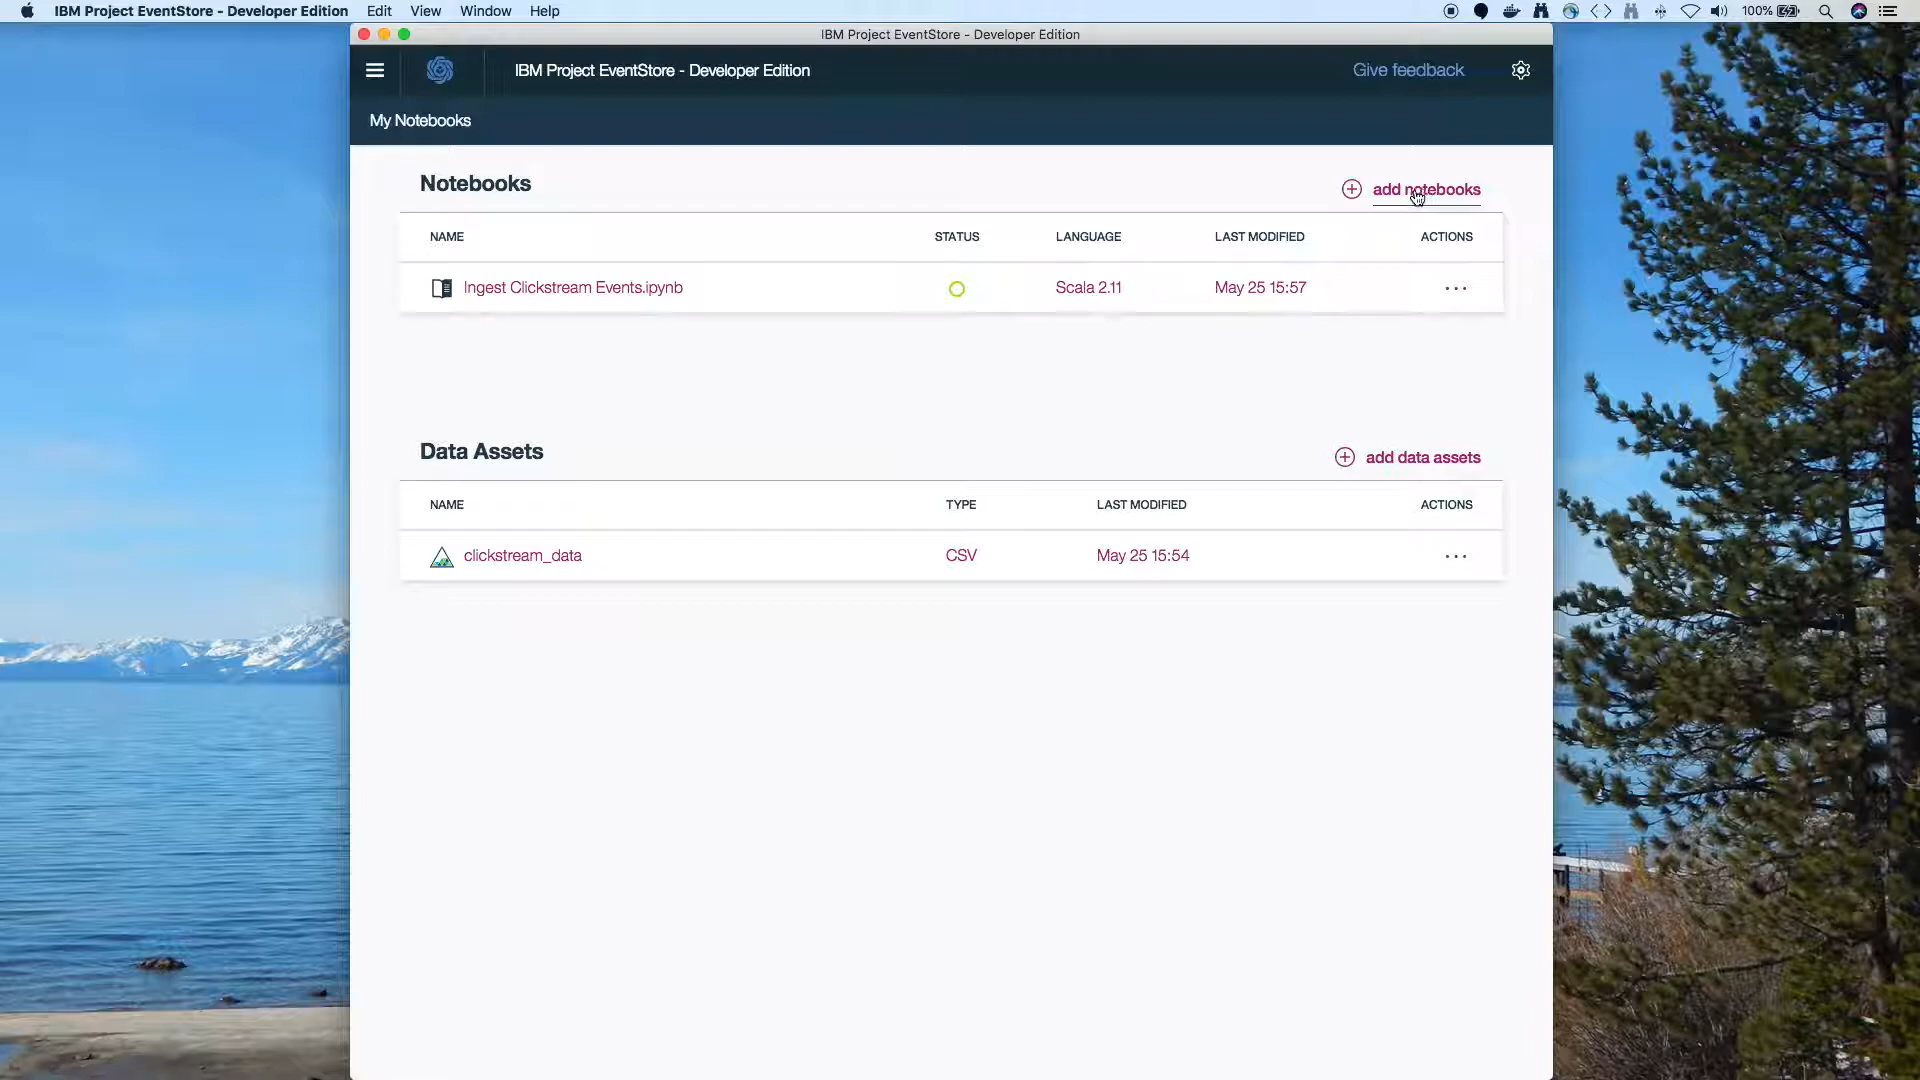 IBM Project EventStore - Developer Edition Edit View Window Help 100%
IBM Project EventStore - Developer Edition
IBM Project EventStore - Developer Edition Give feedback
My Notebooks
Notebooks add notebooks
NAME STATUS LANGUAGE LAST MODIFIED ACTIONS
Ingest Clickstream Events.ipynb Scala 2.11 May 25 15:57 ...
Data Assets add data assets
NAME TYPE LAST MODIFIED ACTIONS
clickstream_data CSV May 25 15:54 ...